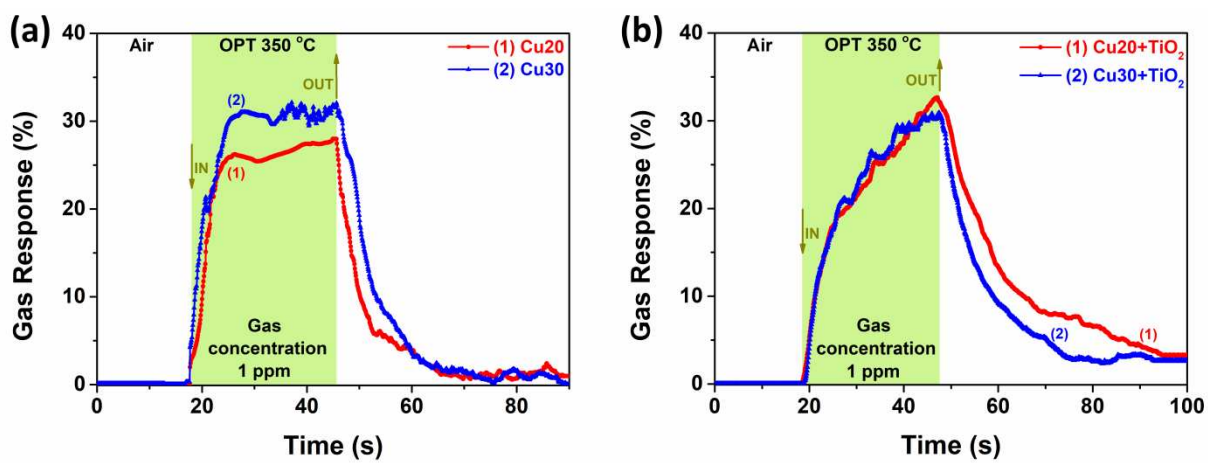 (a)
Air
OPT 350 °C
(1) Cu20
(2) Cu30
OUT
(2)
IN
(1)
Gas
concentration
1 ppm
40
30
20
10
0
Gas Response (%)
0 20 40 60 80
Time (s)
(b)
Air
OPT 350 °C
(1) Cu20+TiO₂
(2) Cu30+TiO₂
OUT
IN
Gas
concentration
1 ppm
(2)
(1)
40
30
20
10
0
Gas Response (%)
0 20 40 60 80 100
Time (s)